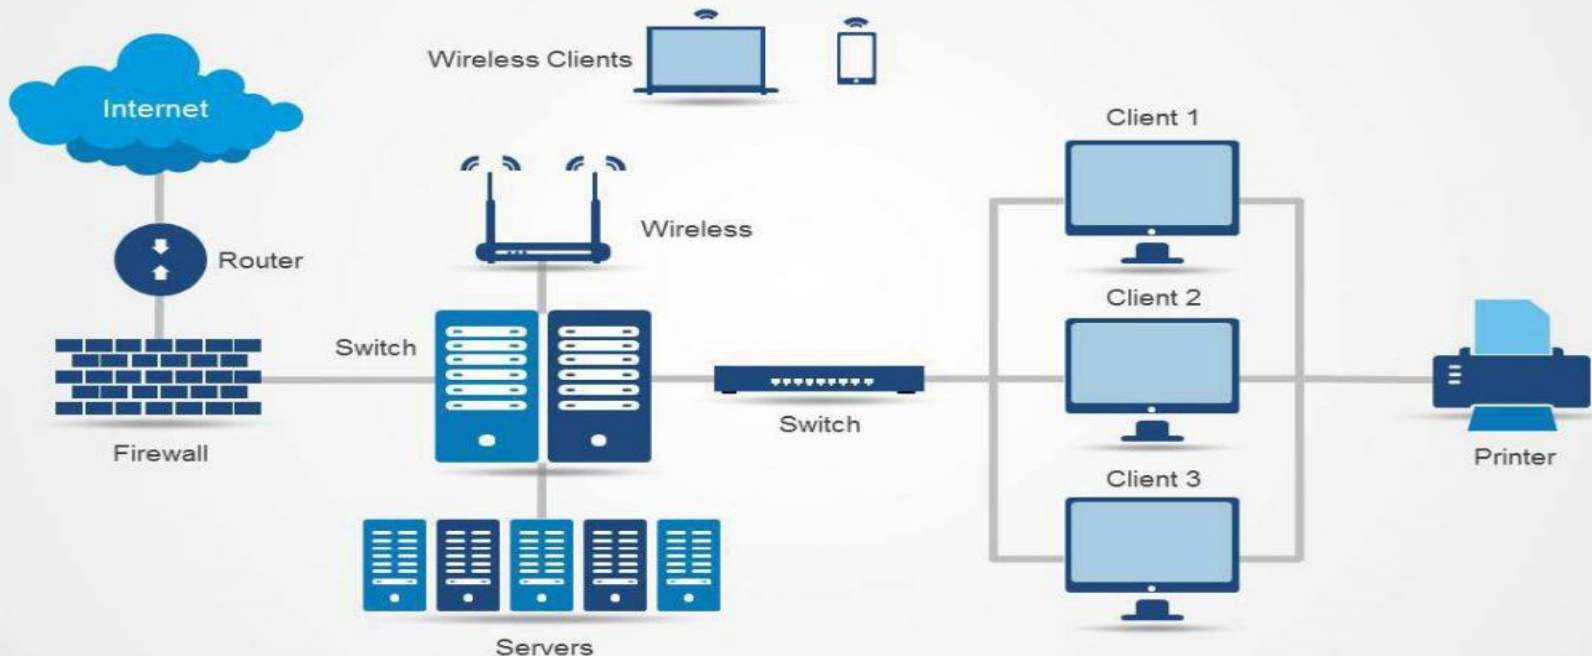 Wireless Clients
Internet
Client 1
Wireless
Router
Client 2
Switch
Switch
Firewall
Printer
Client 3
Servers